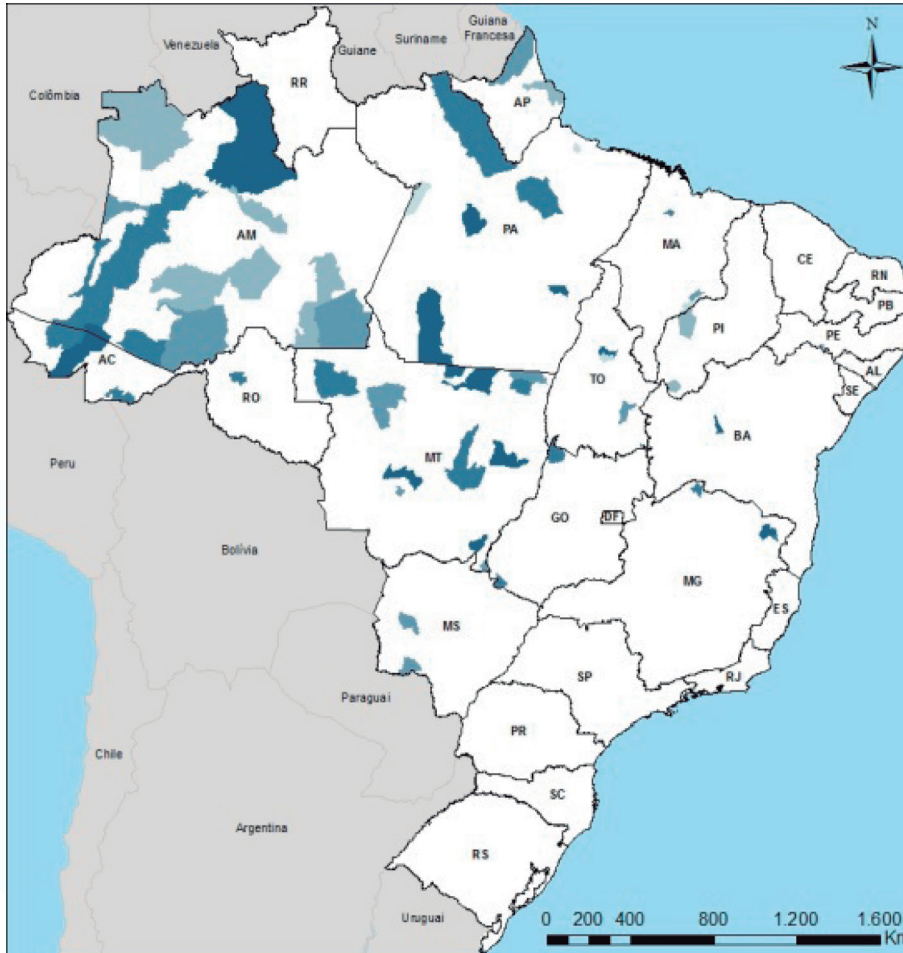 Guiana
Francesa
Suriname
N
Venezuela
Guiane
RR
Colômbia
AP
AM
PA
MA
CE
RN
PB
PI
PE
AC
AL
TO
SE
RO
BA
MT
Peru
GO
DF
Bolívia
MG
ES
MS
SP
RJ
Paraguai
PR
Chile
SC
Argentina
RS
Uruguai
0 200 400 800 1.200 1.600
Km